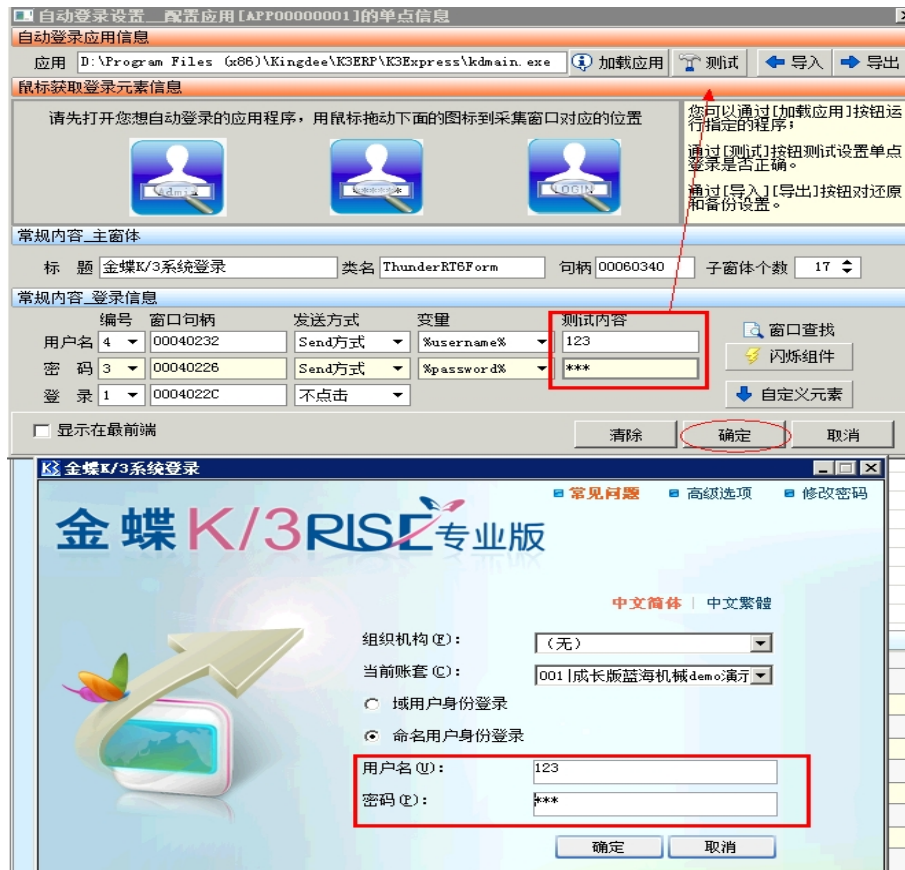 自动登录设置__配置应用[APP00000001]的单点信息
自动登录应用信息
应用 D:\Program Files (x86)\Kingdee\K3ERP\K3Express\kdmain.exe 加载应用 测试 导入 导出
鼠标获取登录元素信息
请先打开您想自动登录的应用程序，用鼠标拖动下面的图标到采集窗口对应的位置
您可以通过[加载应用]按钮运
行指定的程序；
通过[测试]按钮测试设置单点
登录是否正确。
通过[导入][导出]按钮对还原
和备份设置。
Admin ****** LOGIN
常规内容_主窗体
标 题 金蝶K/3系统登录 类名 ThunderRT6Form 句柄 00060340 子窗体个数 17
常规内容_登录信息
编号 窗口句柄 发送方式 变量 测试内容
用户名 4 00040232 Send方式 %username% 123 窗口查找
密 码 3 00040226 Send方式 %password% *** 闪烁组件
登 录 1 0004022C 不点击 自定义元素
显示在最前端 清除 确定 取消
金蝶K/3系统登录
常见问题 高级选项 修改密码
金蝶K/3RISE专业版
中文简体 | 中文繁體
组织机构(E)： (无)
当前账套(C)： 001|成长版蓝海机械demo演示
域用户身份登录
命名用户身份登录
用户名(U)： 123
密码(P)： ***
确定 取消